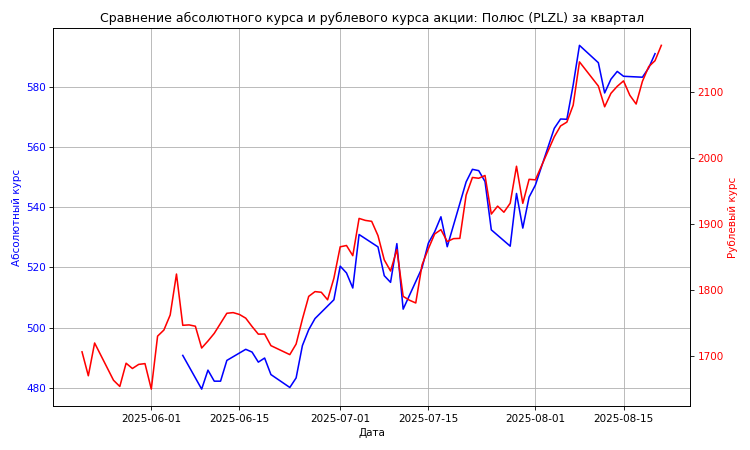 Сравнение абсолютного курса и рублевого курса акции: Полюс (PLZL) за квартал
Абсолютный курс
580
560
540
520
500
480
2100
2000
1900
1800
1700
Рублевый курс
2025-06-01 2025-06-15 2025-07-01 2025-07-15 2025-08-01 2025-08-15
Дата